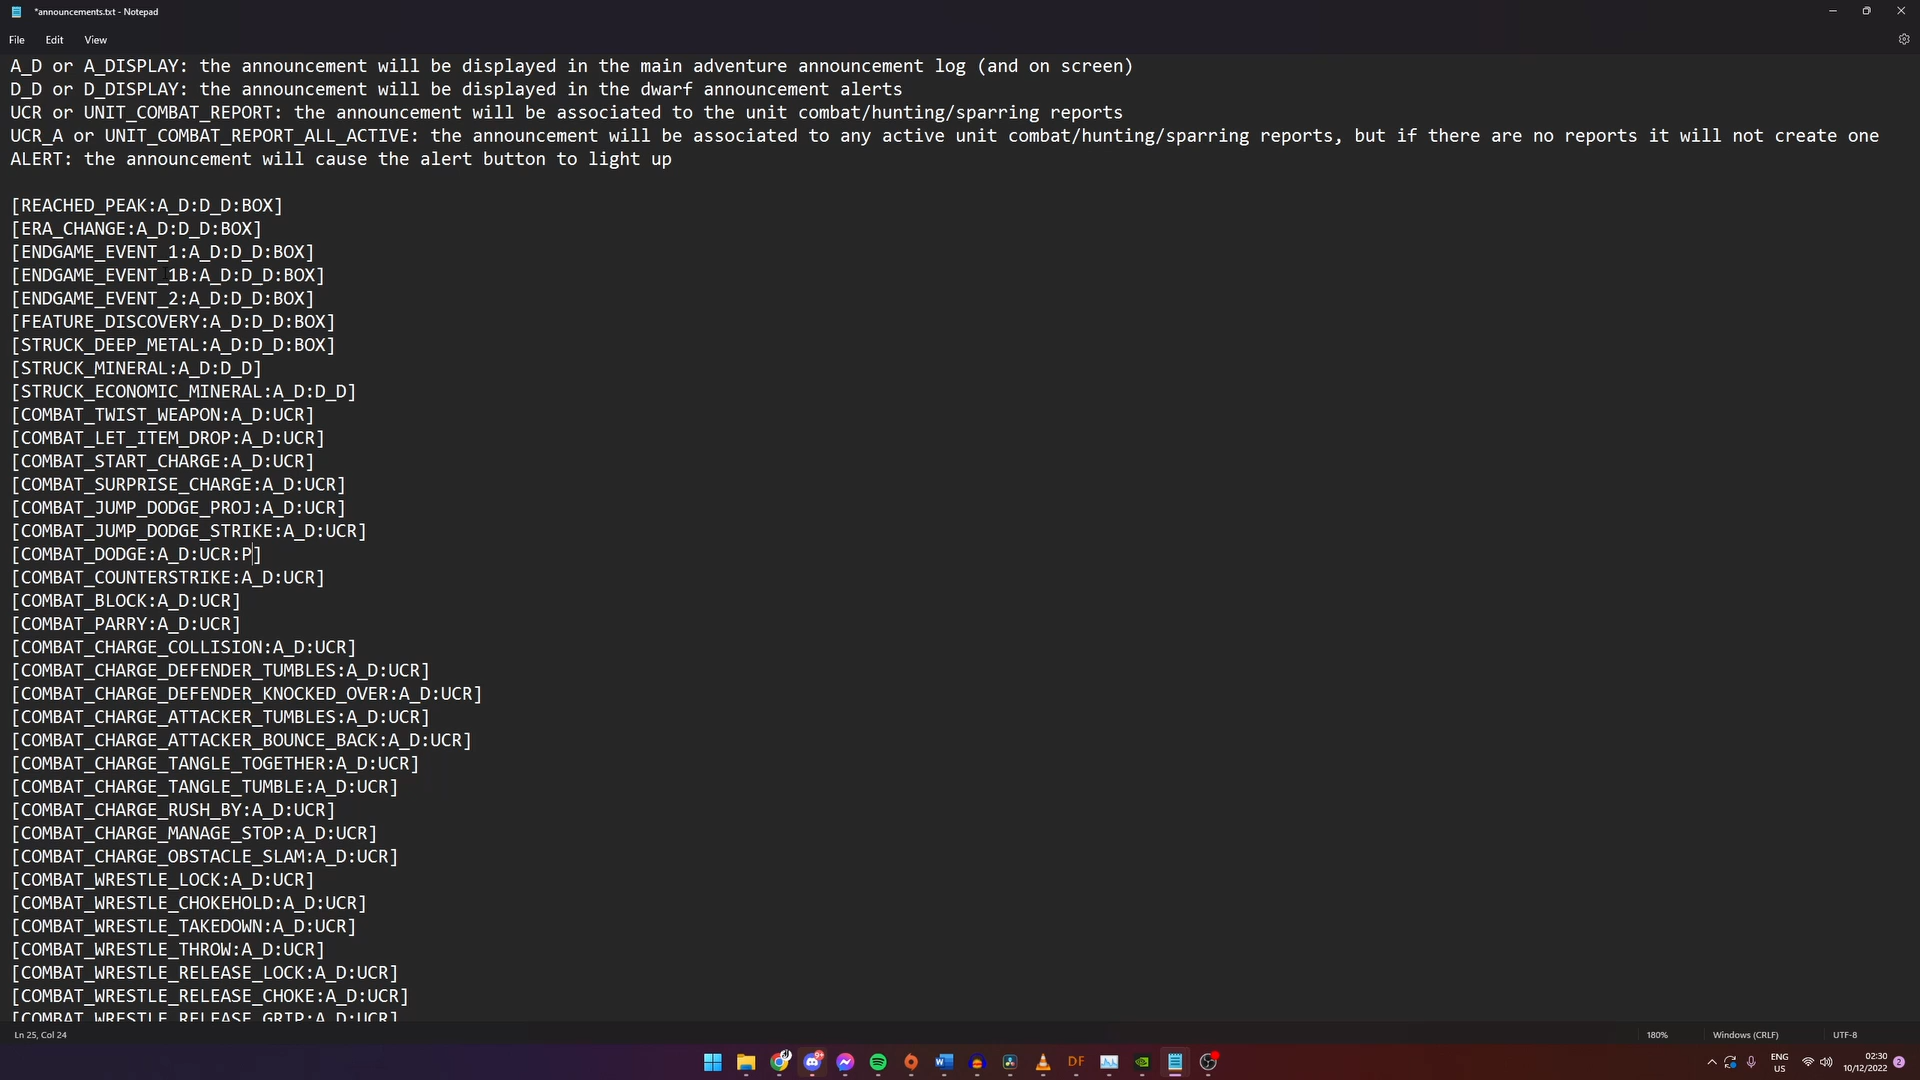 *announcements.txt - Notepad
File Edit View
A_D or A_DISPLAY: the announcement will be displayed in the main adventure announcement log (and on screen)
D_D or D_DISPLAY: the announcement will be displayed in the dwarf announcement alerts
UCR or UNIT_COMBAT_REPORT: the announcement will be associated to the unit combat/hunting/sparring reports
UCR_A or UNIT_COMBAT_REPORT_ALL_ACTIVE: the announcement will be associated to any active unit combat/hunting/sparring reports, but if there are no reports it will not create one
ALERT: the announcement will cause the alert button to light up
[REACHED_PEAK:A_D:D_D:BOX]
[ERA_CHANGE:A_D:D_D:BOX]
[ENDGAME_EVENT_1:A_D:D_D:BOX]
[ENDGAME_EVENT_1B:A_D:D_D:BOX]
[ENDGAME_EVENT_2:A_D:D_D:BOX]
[FEATURE_DISCOVERY:A_D:D_D:BOX]
[STRUCK_DEEP_METAL:A_D:D_D:BOX]
[STRUCK_MINERAL:A_D:D_D]
[STRUCK_ECONOMIC_MINERAL:A_D:D_D]
[COMBAT_TWIST_WEAPON:A_D:UCR]
[COMBAT_LET_ITEM_DROP:A_D:UCR]
[COMBAT_START_CHARGE:A_D:UCR]
[COMBAT_SURPRISE_CHARGE:A_D:UCR]
[COMBAT_JUMP_DODGE_PROJ:A_D:UCR]
[COMBAT_JUMP_DODGE_STRIKE:A_D:UCR]
[COMBAT_DODGE:A_D:UCR:P]
[COMBAT_COUNTERSTRIKE:A_D:UCR]
[COMBAT_BLOCK:A_D:UCR]
[COMBAT_PARRY:A_D:UCR]
[COMBAT_CHARGE_COLLISION:A_D:UCR]
[COMBAT_CHARGE_DEFENDER_TUMBLES:A_D:UCR]
[COMBAT_CHARGE_DEFENDER_KNOCKED_OVER:A_D:UCR]
[COMBAT_CHARGE_ATTACKER_TUMBLES:A_D:UCR]
[COMBAT_CHARGE_ATTACKER_BOUNCE_BACK:A_D:UCR]
[COMBAT_CHARGE_TANGLE_TOGETHER:A_D:UCR]
[COMBAT_CHARGE_TANGLE_TUMBLE:A_D:UCR]
[COMBAT_CHARGE_RUSH_BY:A_D:UCR]
[COMBAT_CHARGE_MANAGE_STOP:A_D:UCR]
[COMBAT_CHARGE_OBSTACLE_SLAM:A_D:UCR]
[COMBAT_WRESTLE_LOCK:A_D:UCR]
[COMBAT_WRESTLE_CHOKEHOLD:A_D:UCR]
[COMBAT_WRESTLE_TAKEDOWN:A_D:UCR]
[COMBAT_WRESTLE_THROW:A_D:UCR]
[COMBAT_WRESTLE_RELEASE_LOCK:A_D:UCR]
[COMBAT_WRESTLE_RELEASE_CHOKE:A_D:UCR]
[COMBAT_WRESTLE_RELEASE_GRIP:A_D:UCR]
Ln 25, Col 24 180% Windows (CRLF) UTF-8
DF
ENG 02:30
US 10/12/2022 2